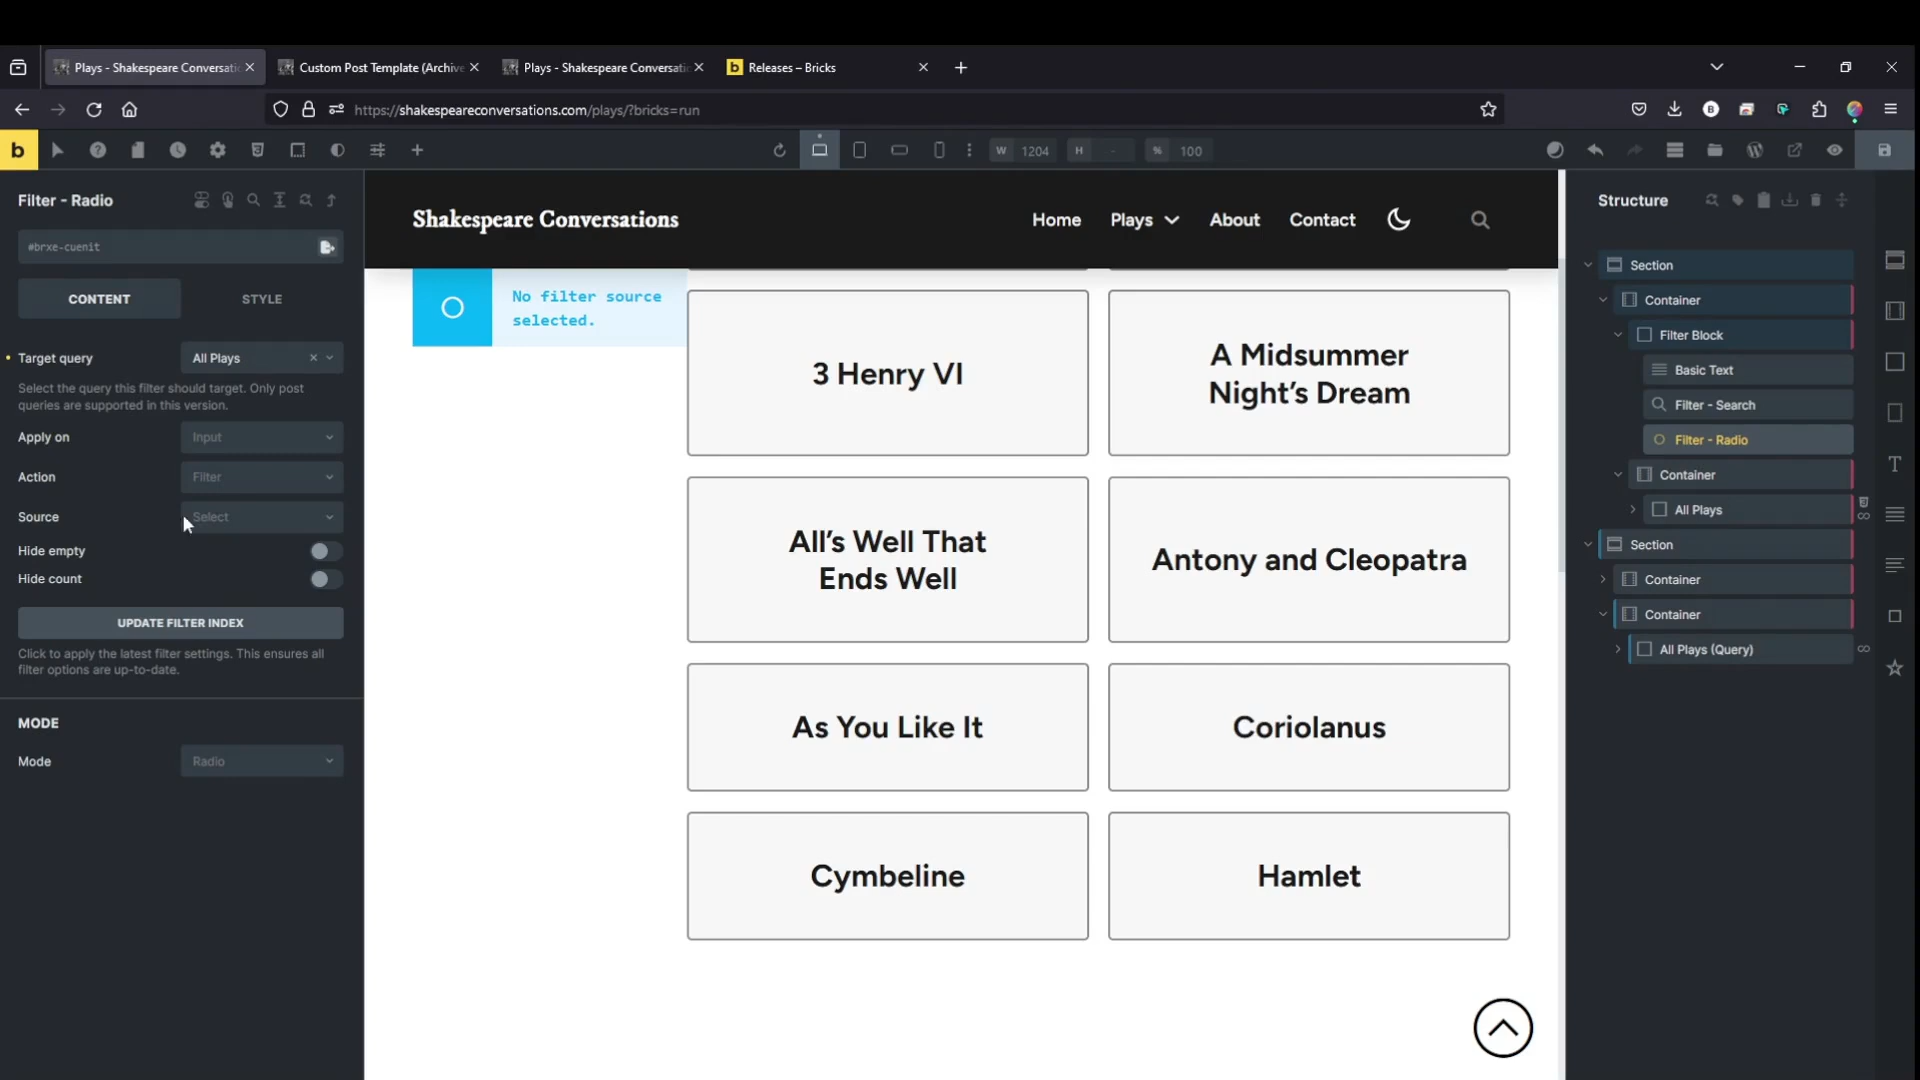 Plays - Shakespeare Conversati
Custom Post Template (Archive
Plays - Shakespeare Conversati
b Releases – Bricks
https://shakespeareconversations.com/plays/?bricks=run
b
W 1204 H - % 100
Filter - Radio
#brxe-cuenit
CONTENT
STYLE
Target query
All Plays
Select the query this filter should target. Only post
queries are supported in this version.
Apply on
Input
Action
Filter
Source
Select
Hide empty
Hide count
UPDATE FILTER INDEX
Click to apply the latest filter settings. This ensures all
filter options are up-to-date.
MODE
Mode
Radio
Shakespeare Conversations
Home
Plays
About
Contact
No filter source
selected.
3 Henry VI
A Midsummer
Night’s Dream
All’s Well That
Ends Well
Antony and Cleopatra
As You Like It
Coriolanus
Cymbeline
Hamlet
Structure
Section
Container
Filter Block
Basic Text
Filter - Search
Filter - Radio
Container
All Plays
Section
Container
Container
All Plays (Query)